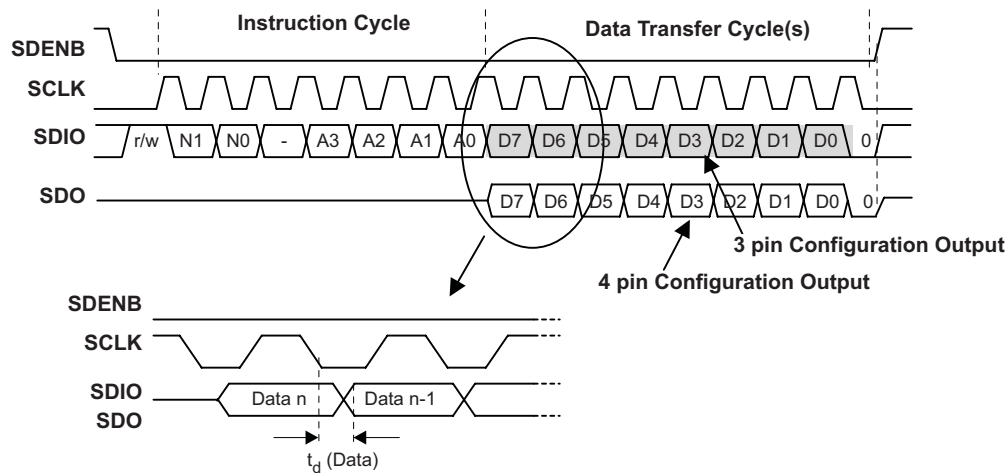 Instruction Cycle
Data Transfer Cycle(s)
SDENB
SCLK
SDIO r/w N1 N0 - A3 A2 A1 A0 D7 D6 D5 D4 D3 D2 D1 D0 0
SDO D7 D6 D5 D4 D3 D2 D1 D0 0
3 pin Configuration Output
4 pin Configuration Output
SDENB
SCLK
SDIO
SDO
Data n Data n-1
td (Data)